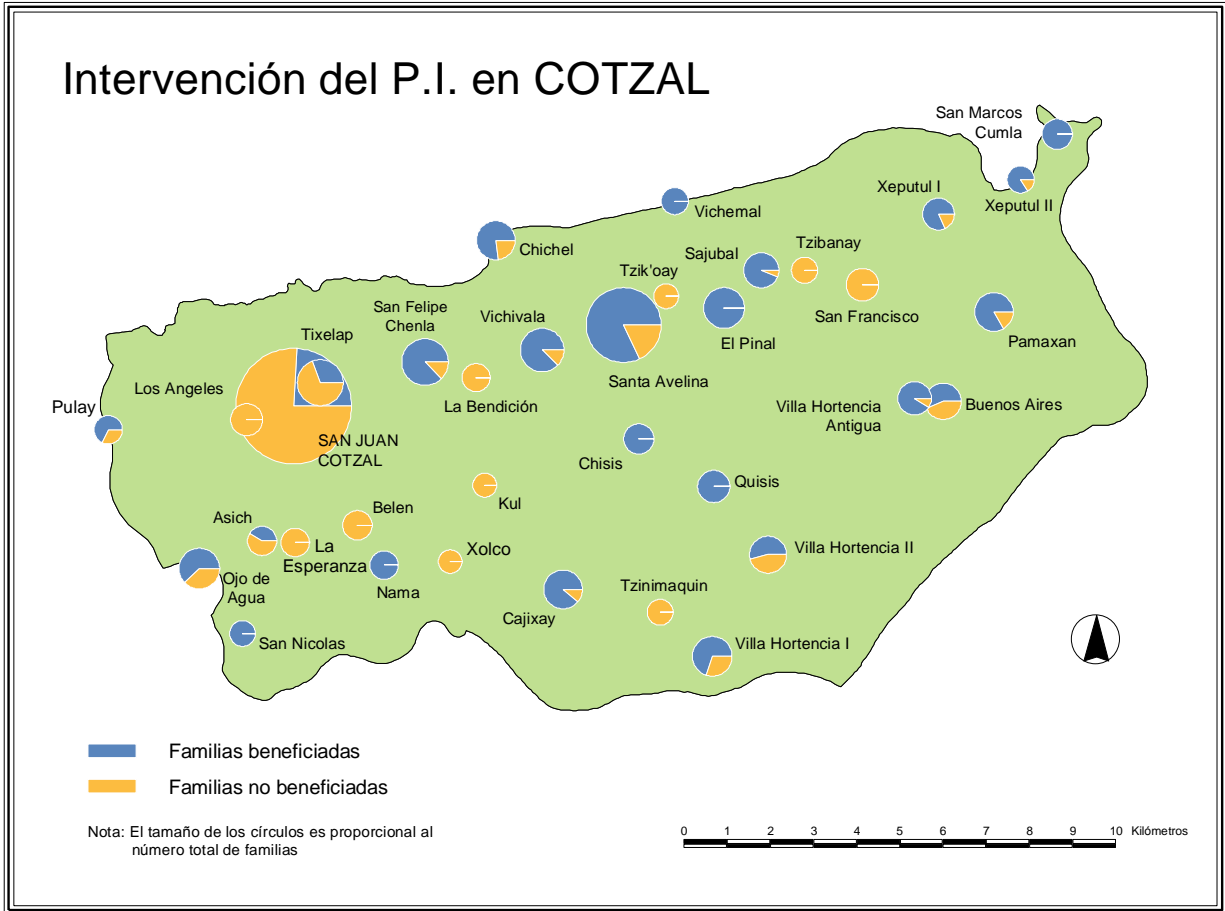 Intervención del P.I. en COTZAL
San Marcos
Cumla
Xeputul I
Xeputul II
Vichemal
Chichel
Sajubal
Tzibanay
Tzik'oay
San Felipe
Chenla
Vichivala
San Francisco
Tixelap
El Pinal
Pamaxan
Los Angeles
Santa Avelina
La Bendición
Pulay
Villa Hortencia
Antigua
Buenos Aires
SAN JUAN
COTZAL
Chisis
Quisis
Kul
Belen
Asich
La
Esperanza
Xolco
Villa Hortencia II
Ojo de
Agua
Nama
Tzinimaquin
Cajixay
San Nicolas
Villa Hortencia I
Familias beneficiadas
Familias no beneficiadas
Nota: El tamaño de los círculos es proporcional al
número total de familias
0 1 2 3 4 5 6 7 8 9 10 Kilómetros